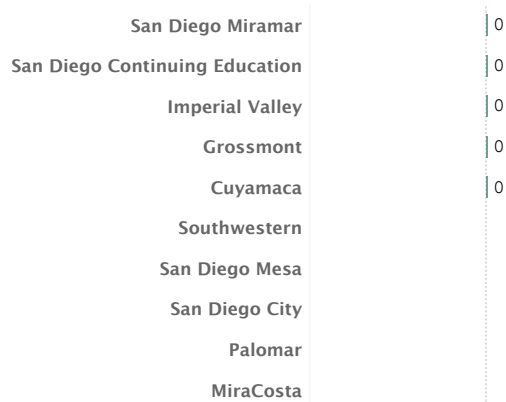 San Diego Miramar 0
San Diego Continuing Education 0
Imperial Valley 0
Grossmont 0
Cuyamaca 0
Southwestern
San Diego Mesa
San Diego City
Palomar
MiraCosta